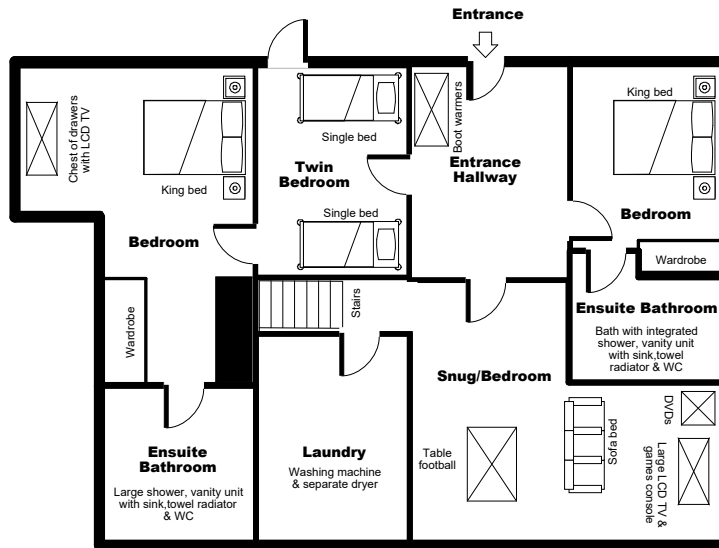 Entrance
Chest of drawers
with LCD TV
King bed
Bedroom
Wardrobe
Ensuite
Bathroom
Large shower, vanity unit
with sink,towel radiator
& WC
Single bed
Twin
Bedroom
Single bed
Boot warmers
Entrance
Hallway
King bed
Bedroom
Wardrobe
Ensuite Bathroom
Bath with integrated
shower, vanity unit
with sink,towel
radiator & WC
Stairs
Laundry
Washing machine
& separate dryer
Snug/Bedroom
Table
football
Sofa bed
DVDs
Large LCD TV &
games console